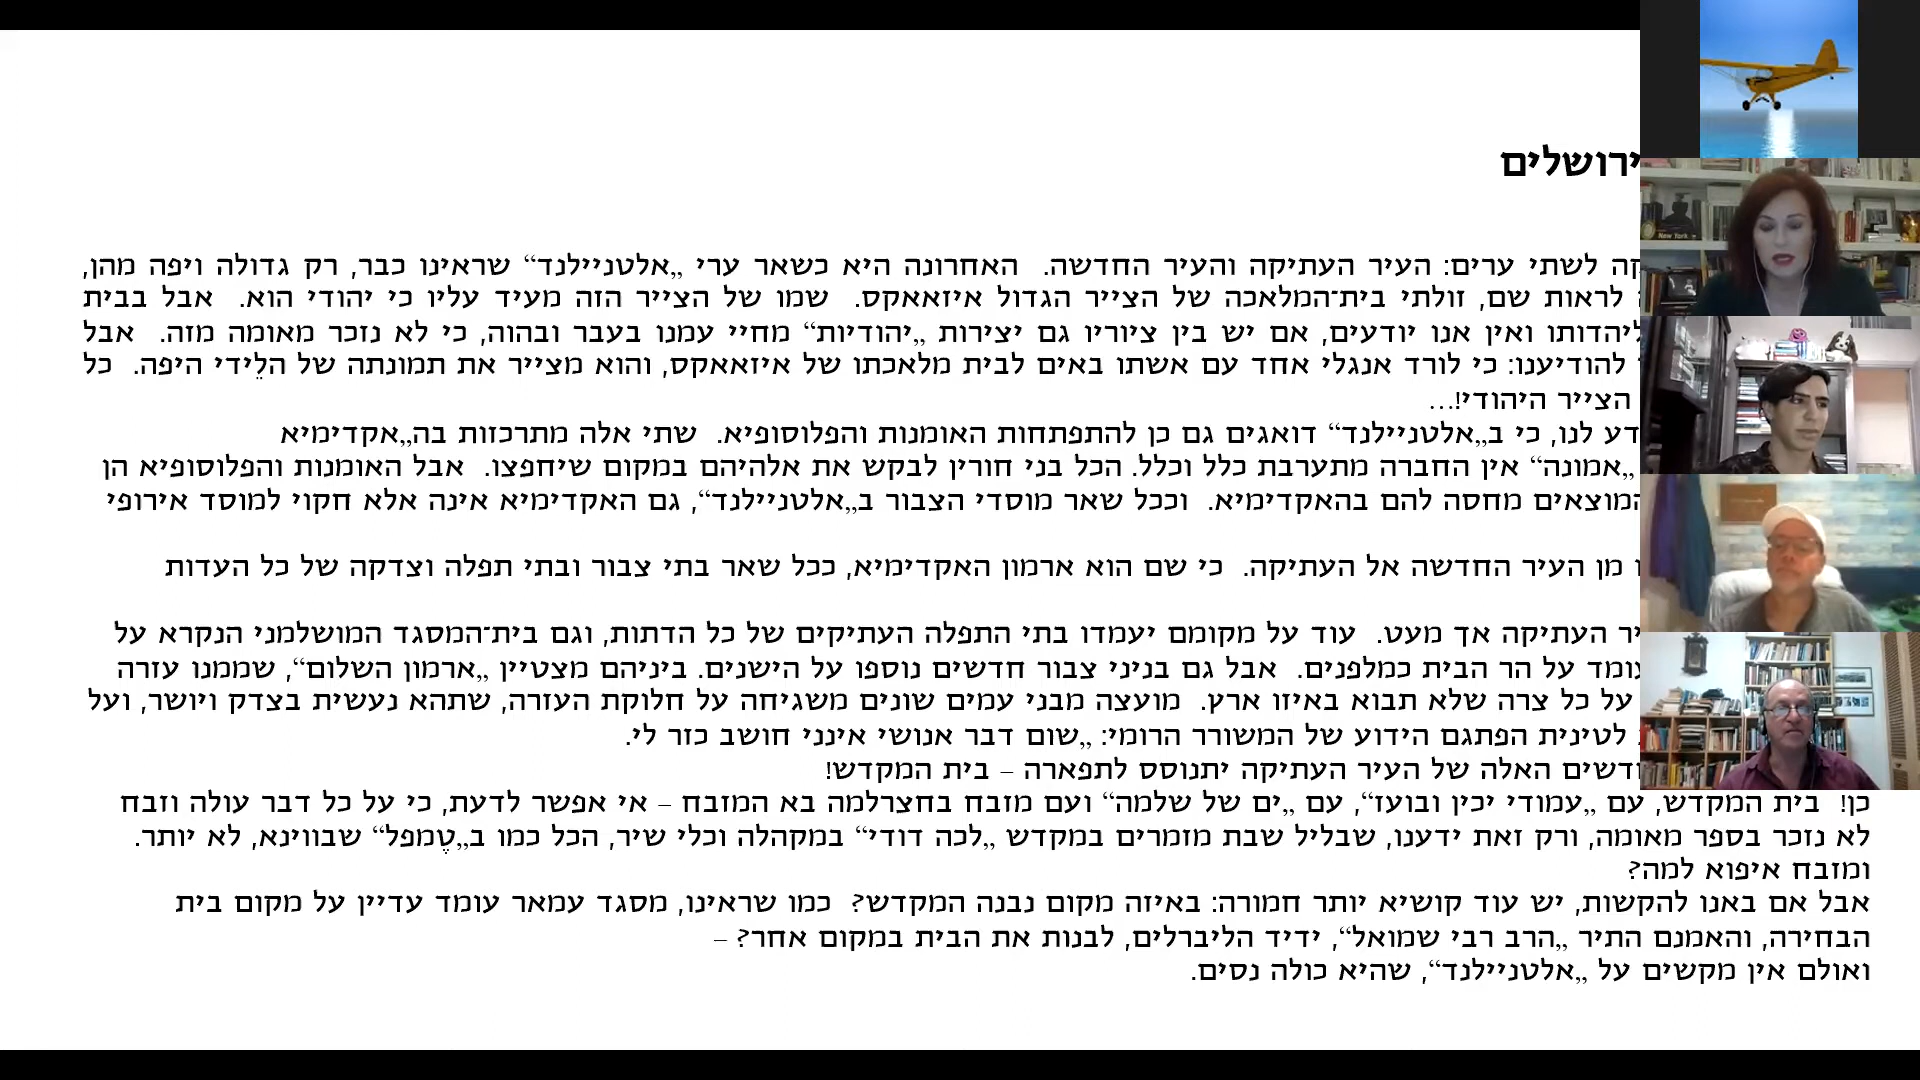 ירושלים
לשתי ערים: העיר העתיקה והעיר החדשה. האחרונה היא כשאר ערי „אלטניילנד“ שראינו כבר, רק גדולה ויפה מהן,
לראות שם, זולתי בית־המלאכה של הצייר הגדול איזאאקס. שמו של הצייר הזה מעיד עליו כי יהודי הוא. אבל בבית
ליהדותו ואין אנו יודעים, אם יש בין ציוריו גם יצירות „יהודיות“ מחיי עמנו בעבר ובהוה, כי לא נזכר מאומה מזה. אבל
להודיענו: כי לורד אנגלי אחד עם אשתו באים לבית מלאכתו של איזאאקס, והוא מצייר את תמונתה של הלֵידי היפה. כל
הצייר היהודי!...
לנו, כי ב„אלטניילנד“ דואגים גם כן להתפתחות האומנות והפלוסופיא. שתי אלה מתרכזות בה„אקדימיא
„אמונה“ אין החברה מתערבת כלל וכלל. הכל בני חורין לבקש את אלהיהם במקום שיחפצו. אבל האומנות והפלוסופיא הן
המוצאים מחסה להם בהאקדימיא. וככל שאר מוסדי הצבור ב„אלטניילנד“, גם האקדימיא אינה אלא חקוי למוסד אירופי
מן העיר החדשה אל העתיקה. כי שם הוא ארמון האקדימיא, ככל שאר בתי צבור ובתי תפלה וצדקה של כל העדות
העתיקה אך מעט. עוד על מקומם יעמדו בתי התפלה העתיקים של כל הדתות, וגם בית־המסגד המושלמני הנקרא על
עומד על הר הבית כמלפנים. אבל גם בניני צבור חדשים נוספו על הישנים. ביניהם מצטיין „ארמון השלום“, שממנו עזרה
על כל צרה שלא תבוא באיזו ארץ. מועצה מבני עמים שונים משגיחה על חלוקת העזרה, שתהא נעשית בצדק ויושר, ועל
לטינית הפתגם הידוע של המשורר הרומי: „שום דבר אנושי אינני חושב כזר לי.
האלה של העיר העתיקה יתנוסס לתפארה – בית המקדש!
כן! בית המקדש, עם „עמודי יכין ובועז“, עם „ים של שלמה“ ועם מזבח בחצרלמה בא המזבח – אי אפשר לדעת, כי על כל דבר עולה וזבח
לא נזכר בספר מאומה, ורק זאת ידענו, שבליל שבת מזמרים במקדש „לכה דודי“ במקהלה וכלי שיר, הכל כמו ב„טֶמפל“ שבווינא, לא יותר.
ומזבח איפוא למה?
אבל אם באנו להקשות, יש עוד קושיא יותר חמורה: באיזה מקום נבנה המקדש? כמו שראינו, מסגד עמאר עומד עדיין על מקום בית
הבחירה, והאמנם התיר „הרב רבי שמואל“, ידיד הליברלים, לבנות את הבית במקום אחר? –
ואולם אין מקשים על „אלטניילנד“, שהיא כולה נסים.
New York